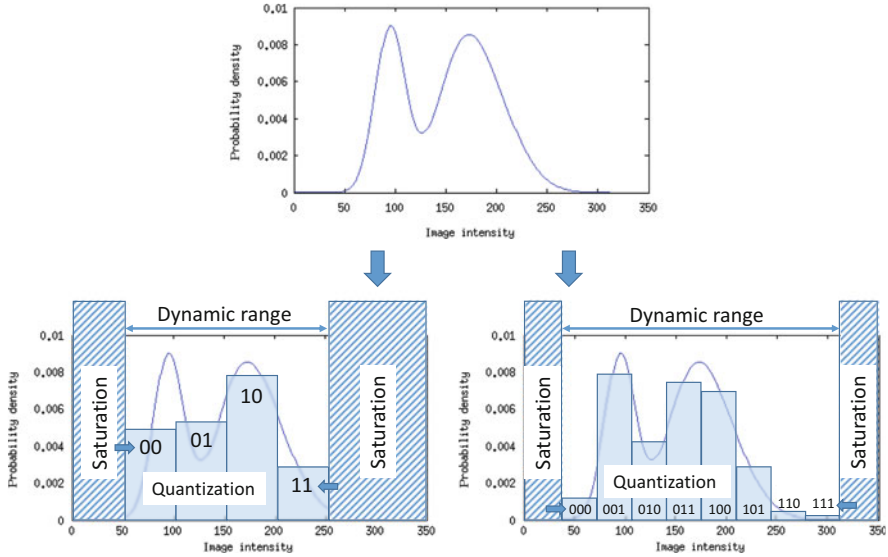 0.01
0.008
0.006
0.004
0.002
0
Probability density
0 50 100 150 200 250 300 350
Image intensity
Dynamic range
0.01
0.008
0.006
0.004
0.002
0
Probability density
Saturation
00
01
10
11
Quantization
Saturation
0 50 100 150 200 250 300 350
Image intensity
Dynamic range
0.01
0.008
0.006
0.004
0.002
0
Probability density
Saturation
Quantization
000 001 010 011 100 101 110 111
Saturation
0 50 100 150 200 250 300 350
Image intensity